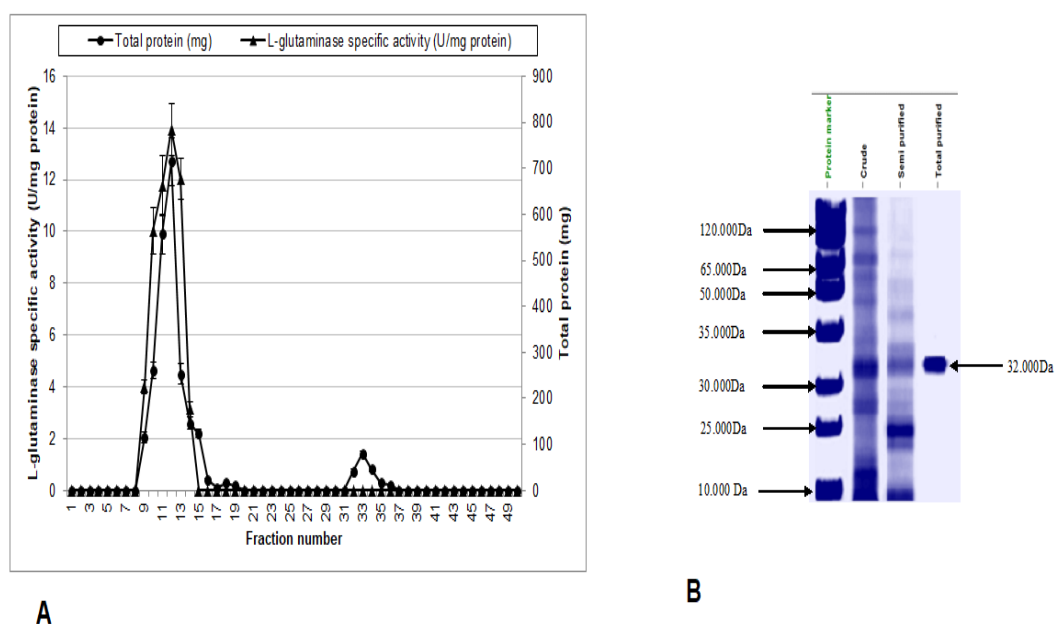 Total protein (mg) L-glutaminase specific activity (U/mg protein)
L-glutaminase specific activity (U/mg protein)
16
14
12
10
8
6
4
2
0
900
800
700
600
500
400
300
200
100
0
Total protein (mg)
1 3 5 7 9 11 13 15 17 19 21 23 25 27 29 31 33 35 37 39 41 43 45 47 49
Fraction number
A
Protein marker
Crude
Semi purified
Total purified
120.000Da
65.000Da
50.000Da
35.000Da
30.000Da
25.000Da
10.000 Da
32.000Da
B